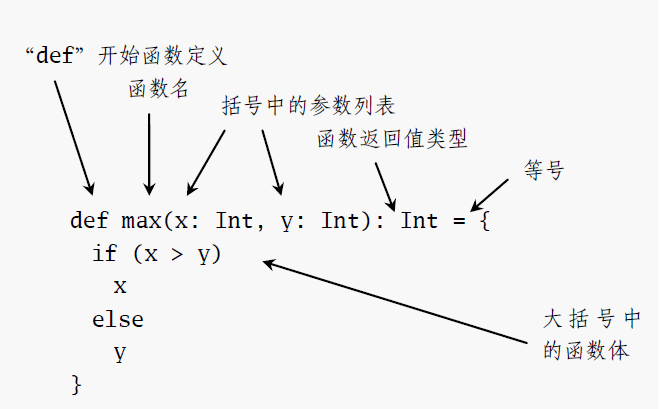 “def” 开始函数定义
函数名
括号中的参数列表
函数返回值类型
等号
def max(x: Int, y: Int): Int = {
if (x > y)
x
else
y
}
大括号中
的函数体